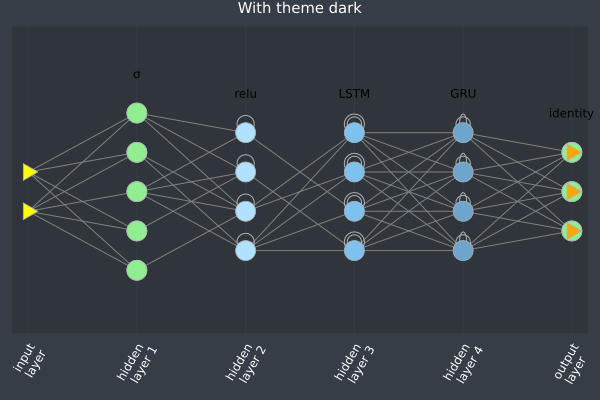 With theme dark
σ
relu
LSTM
GRU
identity
input
layer
hidden
layer 1
hidden
layer 2
hidden
layer 3
hidden
layer 4
output
layer